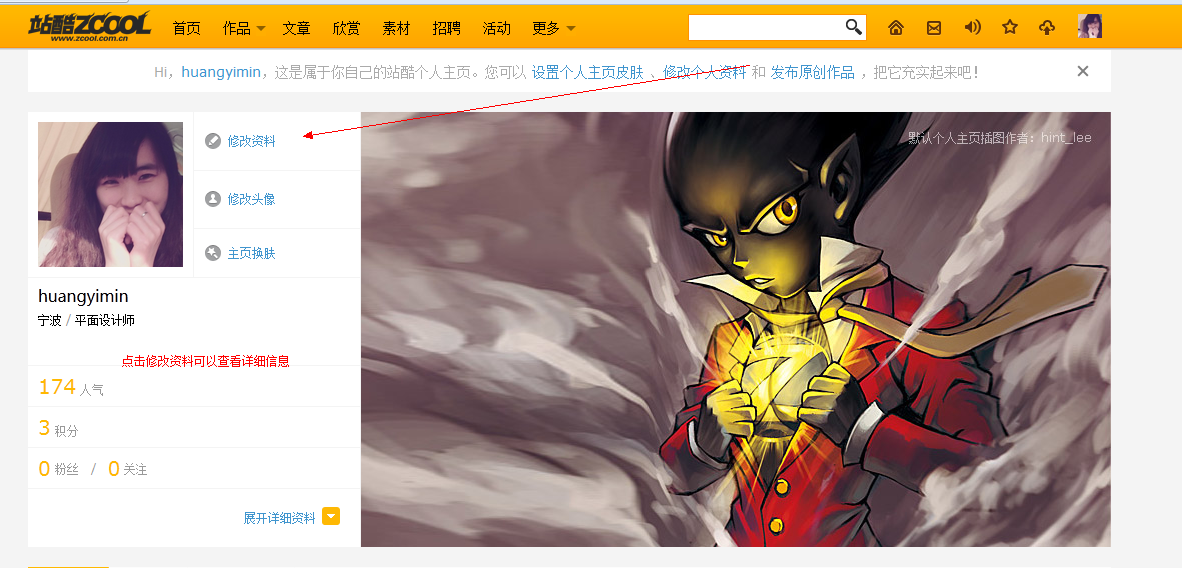 站酷ZCOOL
www.zcool.com.cn
首页 作品 文章 欣赏 素材 招聘 活动 更多
Hi，huangyimin，这是属于你自己的站酷个人主页。您可以 设置个人主页皮肤 、修改个人资料 和 发布原创作品 ，把它充实起来吧！
修改资料
修改头像
主页换肤
默认个人主页插图作者：hint_lee
huangyimin
宁波 / 平面设计师
点击修改资料可以查看详细信息
174 人气
3 积分
0 粉丝 / 0 关注
展开详细资料